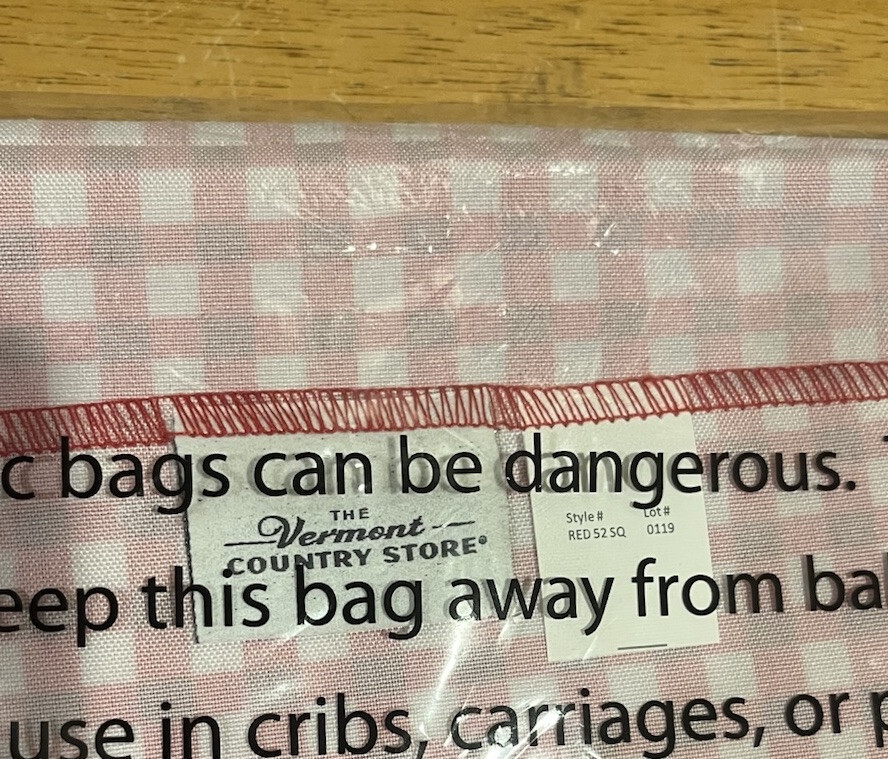 c bags can be dangerous.
THE
Vermont
COUNTRY STORE®
Style # Lot #
RED 52 SQ 0119
eep this bag away from ba
use in cribs, carriages, or p